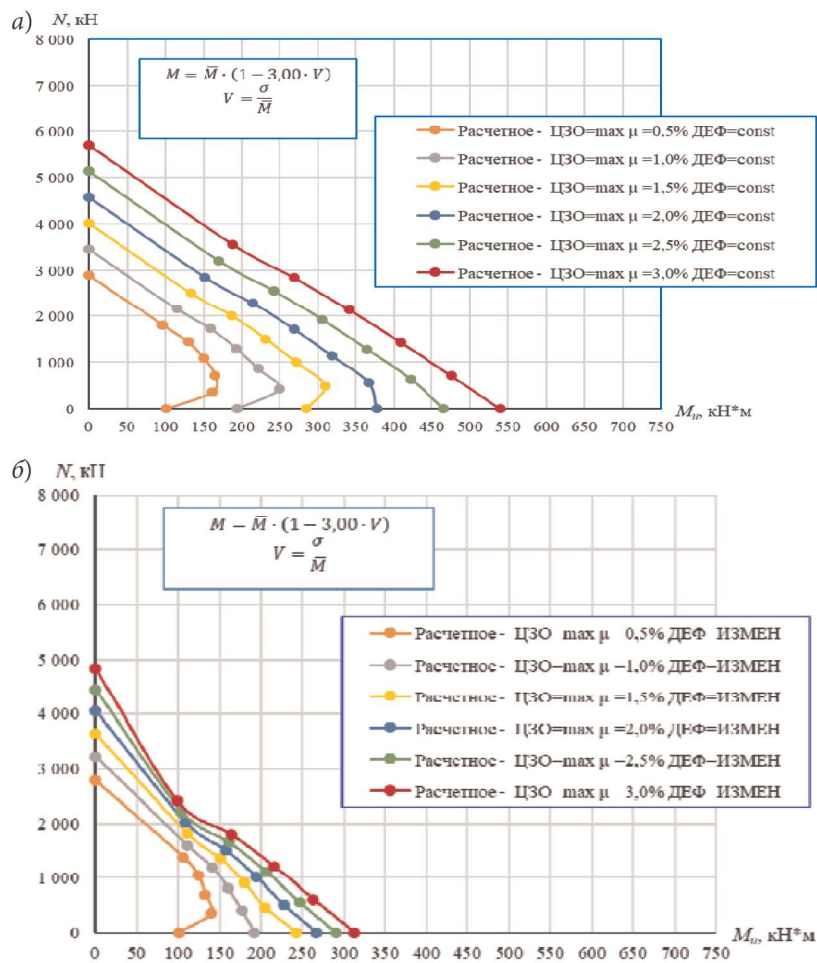 а)
N, кН
8 000
7 000
6 000
5 000
4 000
3 000
2 000
1 000
0
M = M̅ · (1 − 3,00 · V)
V = σ/M̅
Расчетное - ЦЗО=max μ =0,5% ДЕФ=const
Расчетное - ЦЗО=max μ =1,0% ДЕФ=const
Расчетное - ЦЗО=max μ =1,5% ДЕФ=const
Расчетное - ЦЗО=max μ =2,0% ДЕФ=const
Расчетное - ЦЗО=max μ =2,5% ДЕФ=const
Расчетное - ЦЗО=max μ =3,0% ДЕФ=const
Mu, кН*м
0 50 100 150 200 250 300 350 400 450 500 550 600 650 700 750
б)
N, кН
8 000
7 000
6 000
5 000
4 000
3 000
2 000
1 000
0
M − M̅ · (1 − 3,00 · V)
V = σ/M̅
Расчетное - ЦЗО max μ 0,5% ДЕФ ИЗМЕН
Расчетное - ЦЗО=max μ =1,0% ДЕФ=ИЗМЕН
Расчетное - ЦЗО=max μ =1,5% ДЕФ=ИЗМЕН
Расчетное - ЦЗО=max μ =2,0% ДЕФ=ИЗМЕН
Расчетное - ЦЗО=max μ =2,5% ДЕФ=ИЗМЕН
Расчетное - ЦЗО max μ 3,0% ДЕФ ИЗМЕН
Mu, кН*м
0 50 100 150 200 250 300 350 400 450 500 550 600 650 700 750